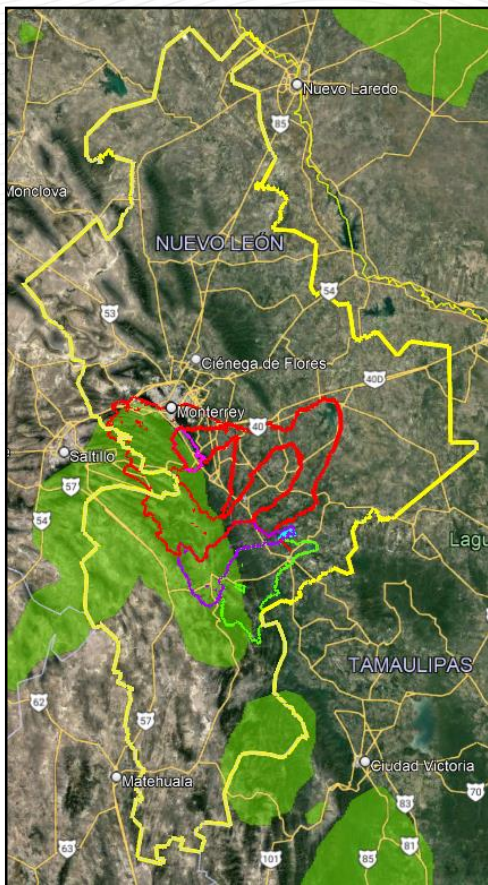 Nuevo Laredo
85
Monclova
NUEVO LEÓN
54
53
Ciénega de Flores
40D
Monterrey
40
Saltillo
57
54
Lagu
TAMAULIPAS
62
57
Ciudad Victoria
Matehuala
70
83
63
81
101
85